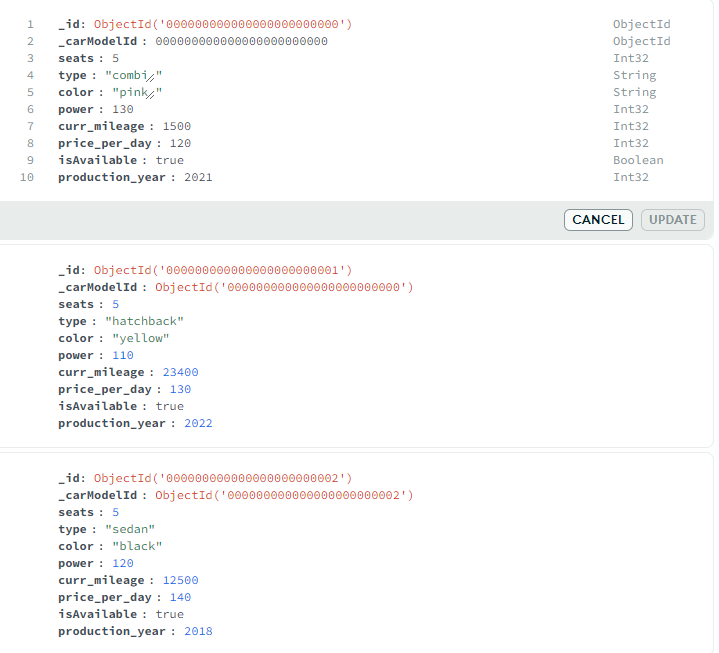 1 _id: ObjectId('000000000000000000000000') ObjectId
2 _carModelId : 000000000000000000000000 ObjectId
3 seats : 5 Int32
4 type : "combi" String
5 color : "pink" String
6 power : 130 Int32
7 curr_mileage : 1500 Int32
8 price_per_day : 120 Int32
9 isAvailable : true Boolean
10 production_year : 2021 Int32
CANCEL UPDATE
_id: ObjectId('000000000000000000000001')
_carModelId : ObjectId('000000000000000000000000')
seats : 5
type : "hatchback"
color : "yellow"
power : 110
curr_mileage : 23400
price_per_day : 130
isAvailable : true
production_year : 2022
_id: ObjectId('000000000000000000000002')
_carModelId : ObjectId('000000000000000000000002')
seats : 5
type : "sedan"
color : "black"
power : 120
curr_mileage : 12500
price_per_day : 140
isAvailable : true
production_year : 2018